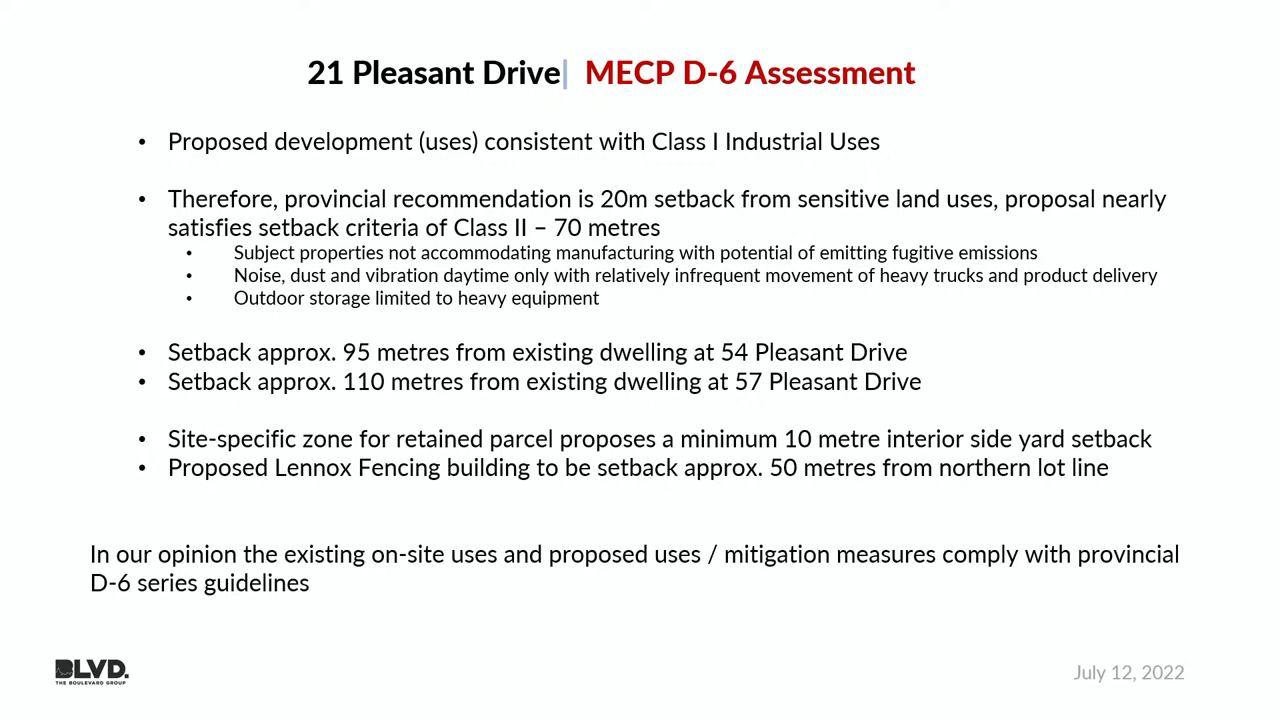 21 Pleasant Drive| MECP D-6 Assessment
• Proposed development (uses) consistent with Class I Industrial Uses
• Therefore, provincial recommendation is 20m setback from sensitive land uses, proposal nearly
satisfies setback criteria of Class II – 70 metres
• Subject properties not accommodating manufacturing with potential of emitting fugitive emissions
• Noise, dust and vibration daytime only with relatively infrequent movement of heavy trucks and product delivery
• Outdoor storage limited to heavy equipment
• Setback approx. 95 metres from existing dwelling at 54 Pleasant Drive
• Setback approx. 110 metres from existing dwelling at 57 Pleasant Drive
• Site-specific zone for retained parcel proposes a minimum 10 metre interior side yard setback
• Proposed Lennox Fencing building to be setback approx. 50 metres from northern lot line
In our opinion the existing on-site uses and proposed uses / mitigation measures comply with provincial
D-6 series guidelines
BLVD.
THE BOULEVARD GROUP
July 12, 2022